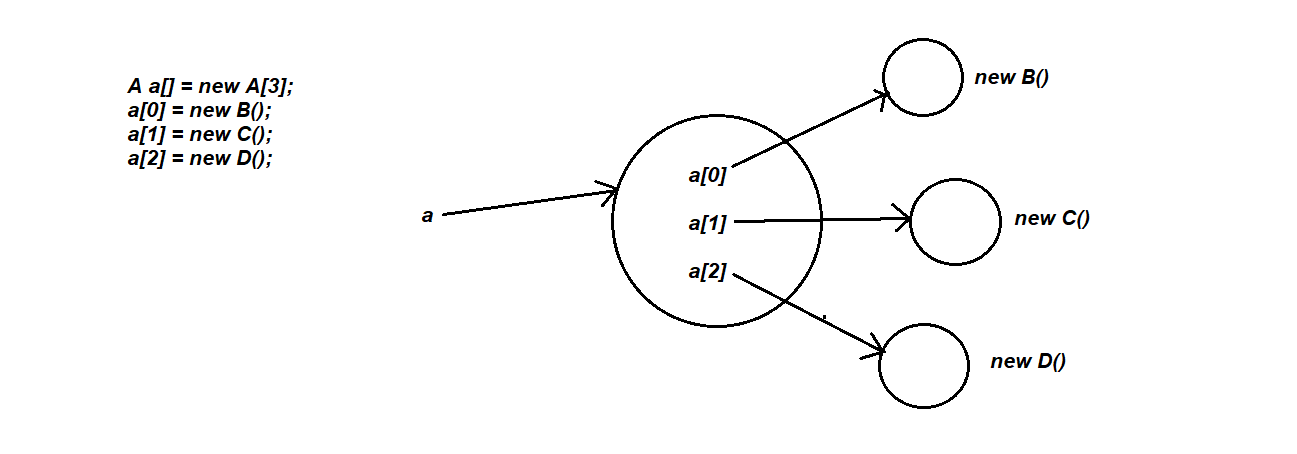 A a[] = new A[3];
a[0] = new B();
a[1] = new C();
a[2] = new D();
a
a[0]
a[1]
a[2]
new B()
new C()
new D()